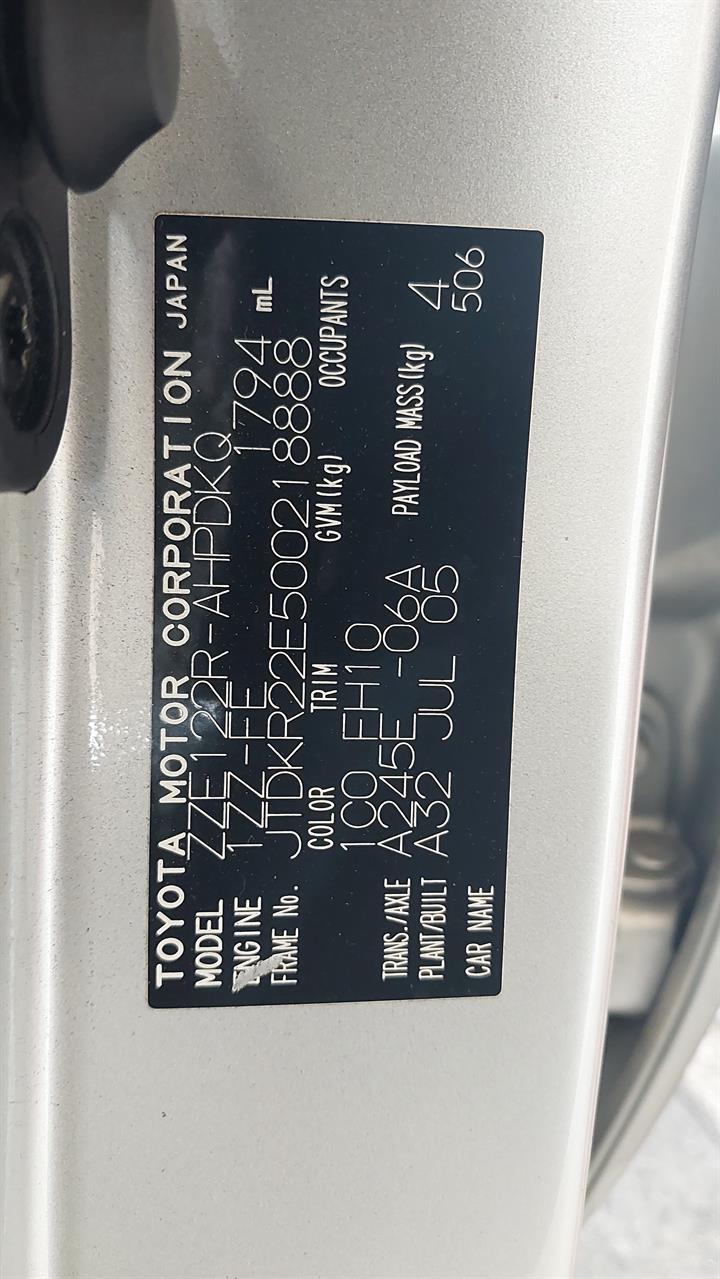 TOYOTA MOTOR CORPORATION JAPAN
MODEL ZZE122R-AHPDKQ
ENGINE 1ZZ-FE 1794 mL
FRAME No. JTDKR22E500218888
COLOR TRIM GVM(kg) OCCUPANTS
1C0 FH10
TRANS./AXLE A245E -06A PAYLOAD MASS(kg) 4
PLANT/BUILT A32 JUL 05 506
CAR NAME